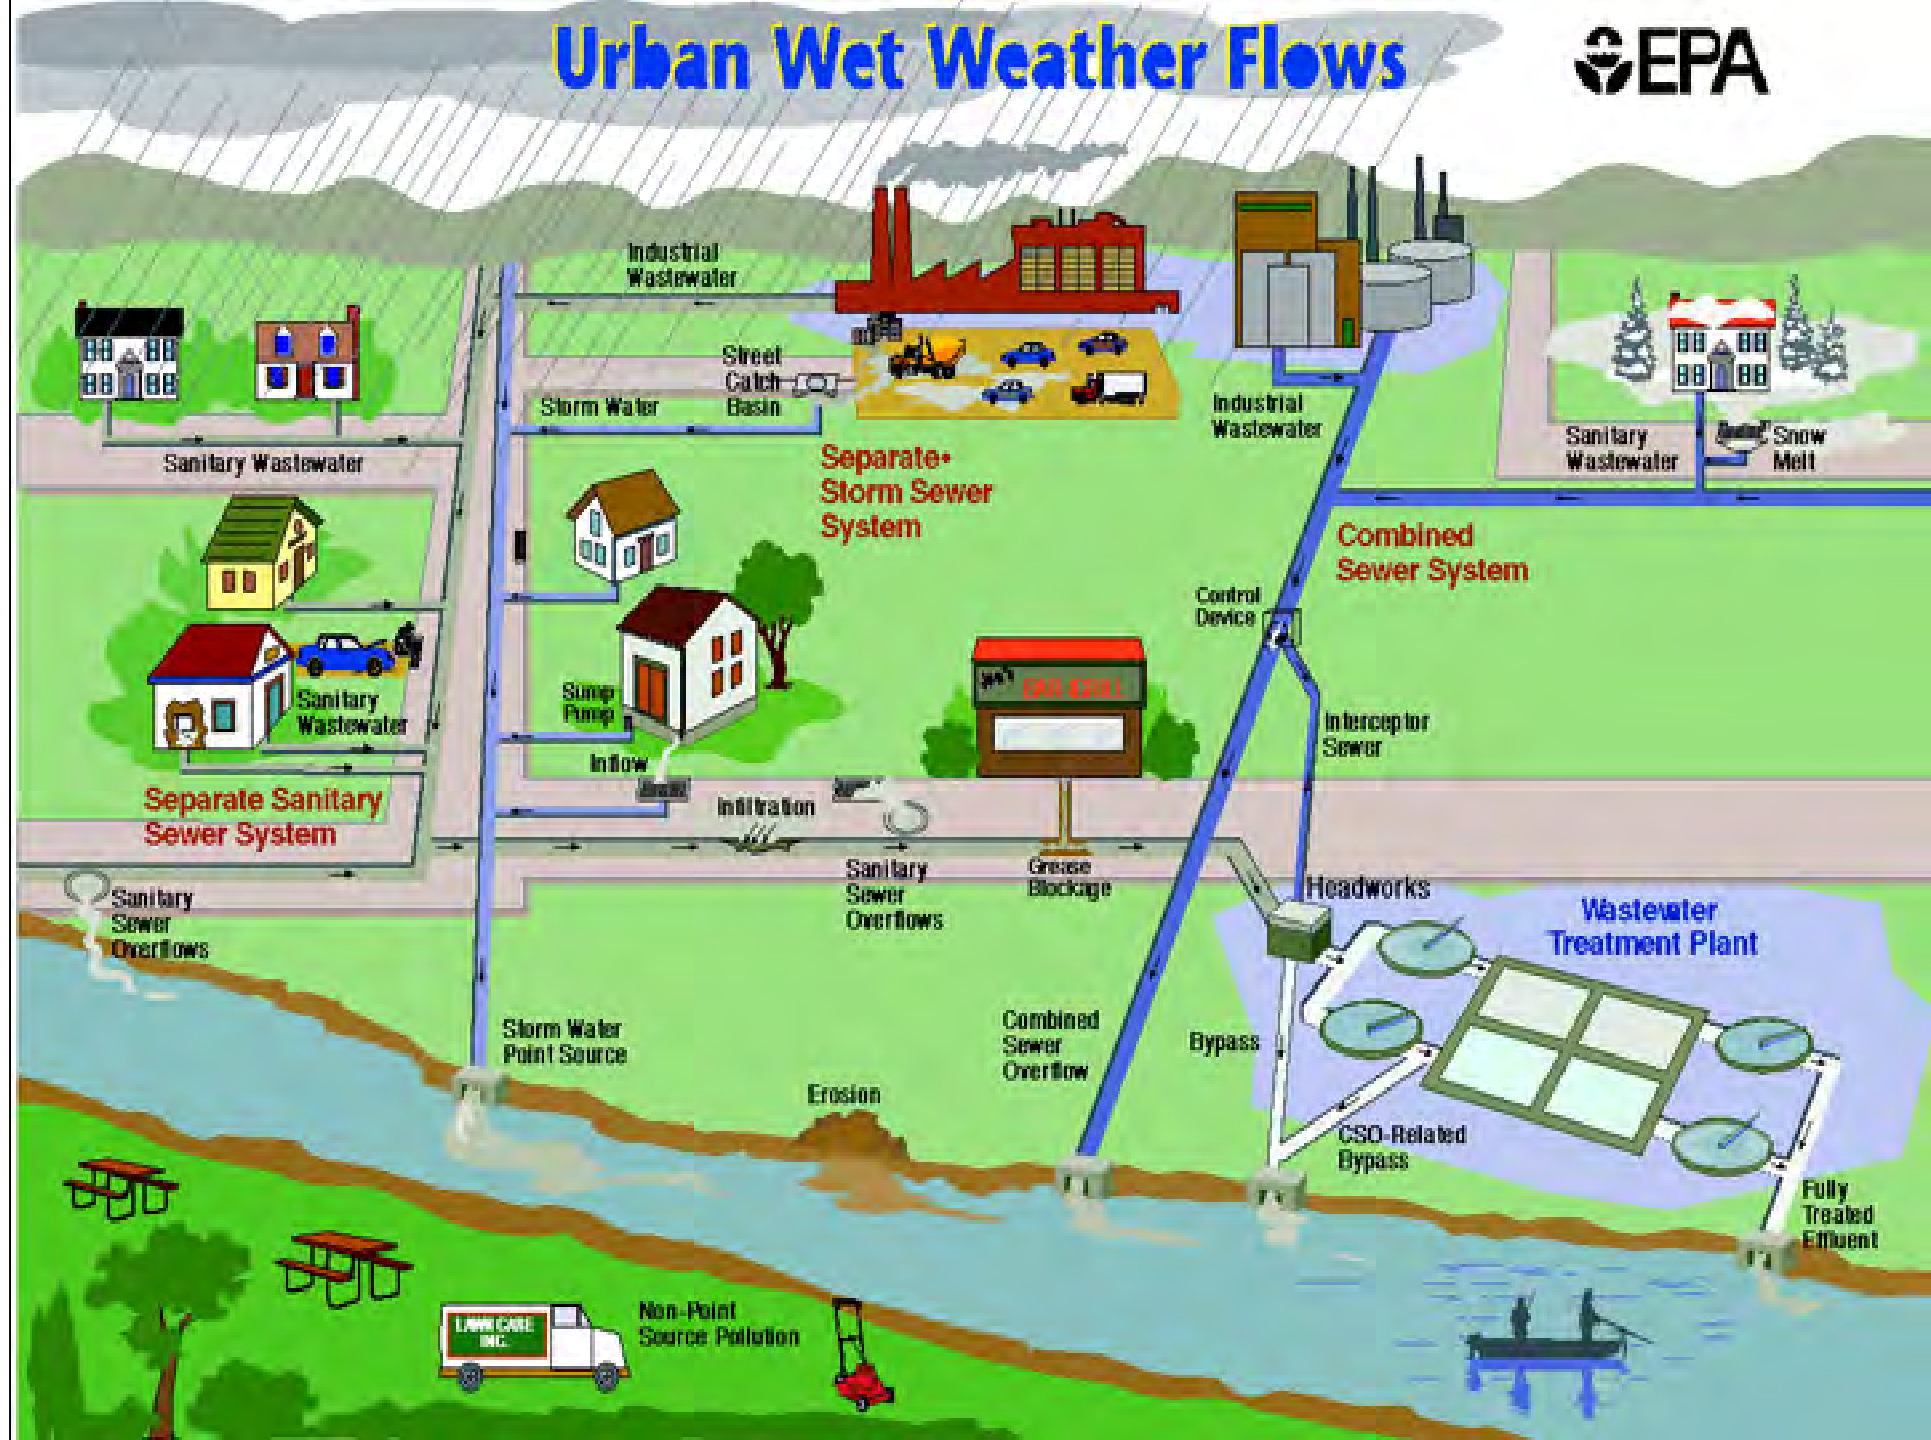 Urban Wet Weather Flows
EPA
Industrial
Wastewater
Street
Catch
Basin
Storm Water
Industrial
Wastewater
Sanitary
Wastewater
Snow
Melt
Sanitary Wastewater
Separate•
Storm Sewer
System
Combined
Sewer System
Control
Device
Sump
Pump
Sanitary
Wastewater
BAR & GRILL
Interceptor
Sewer
Inflow
Infiltration
Separate Sanitary
Sewer System
Sanitary
Sewer
Overflows
Grease
Blockage
Headworks
Sanitary
Sewer
Overflows
Wastewater
Treatment Plant
Storm Water
Point Source
Combined
Sewer
Overflow
Bypass
Erosion
CSO-Related
Bypass
Fully
Treated
Effluent
LAWN CARE
INC.
Non-Point
Source Pollution